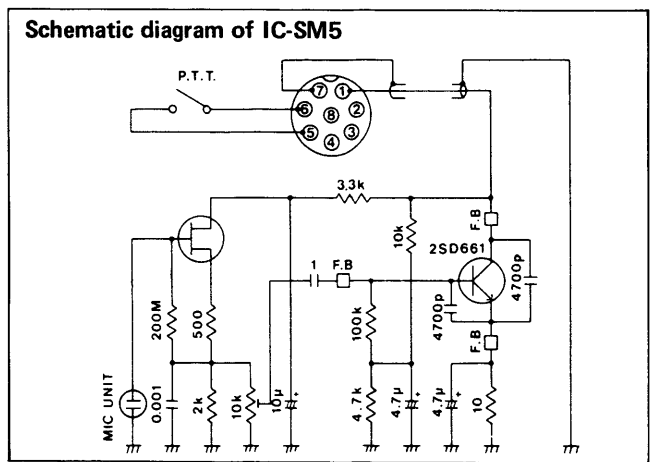 Schematic diagram of IC-SM5
P.T.T.
7 1
6 8 2
5 4 3
3.3k
F.B
10k
2SD661
1 F.B
4700p
200M
500
100k
4700p
F.B
MIC UNIT
0.001
2k
10k
10μ +
4.7k
4.7μ +
4.7μ +
10